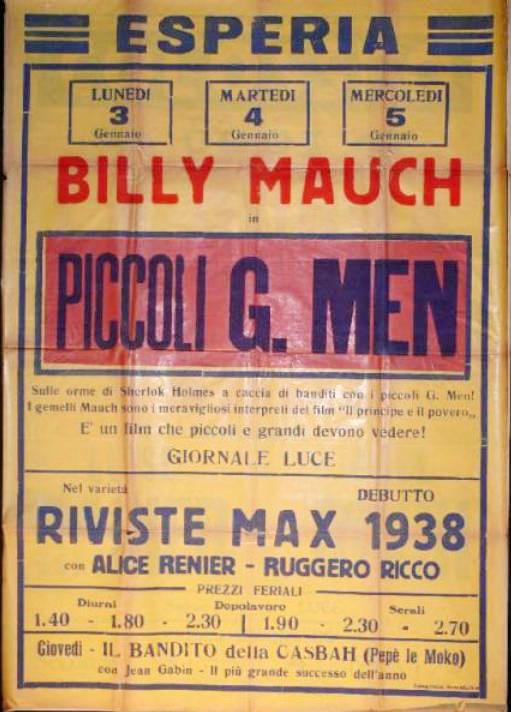 ESPERIA
LUNEDI MARTEDI MERCOLEDI
3 4 5
Gennaio Gennaio Gennaio
BILLY MAUCH
in
PICCOLI G. MEN
Sulle orme di Sherlok Holmes a caccia di banditi con i piccoli G. Men!
I gemelli Mauch sono i meravigliosi interpreti del film "Il principe e il povero„
E' un film che piccoli e grandi devono vedere!
GIORNALE LUCE
Nel varietà DEBUTTO
RIVISTE MAX 1938
con ALICE RENIER - RUGGERO RICCO
PREZZI FERIALI
Diurni Dopolavoro Serali
1.40 - 1.80 - 2.30 | 1.90 - 2.30 - 2.70
Giovedi - IL BANDITO della CASBAH (Pepè le Moko)
con Jean Gabin - Il più grande successo dell'anno